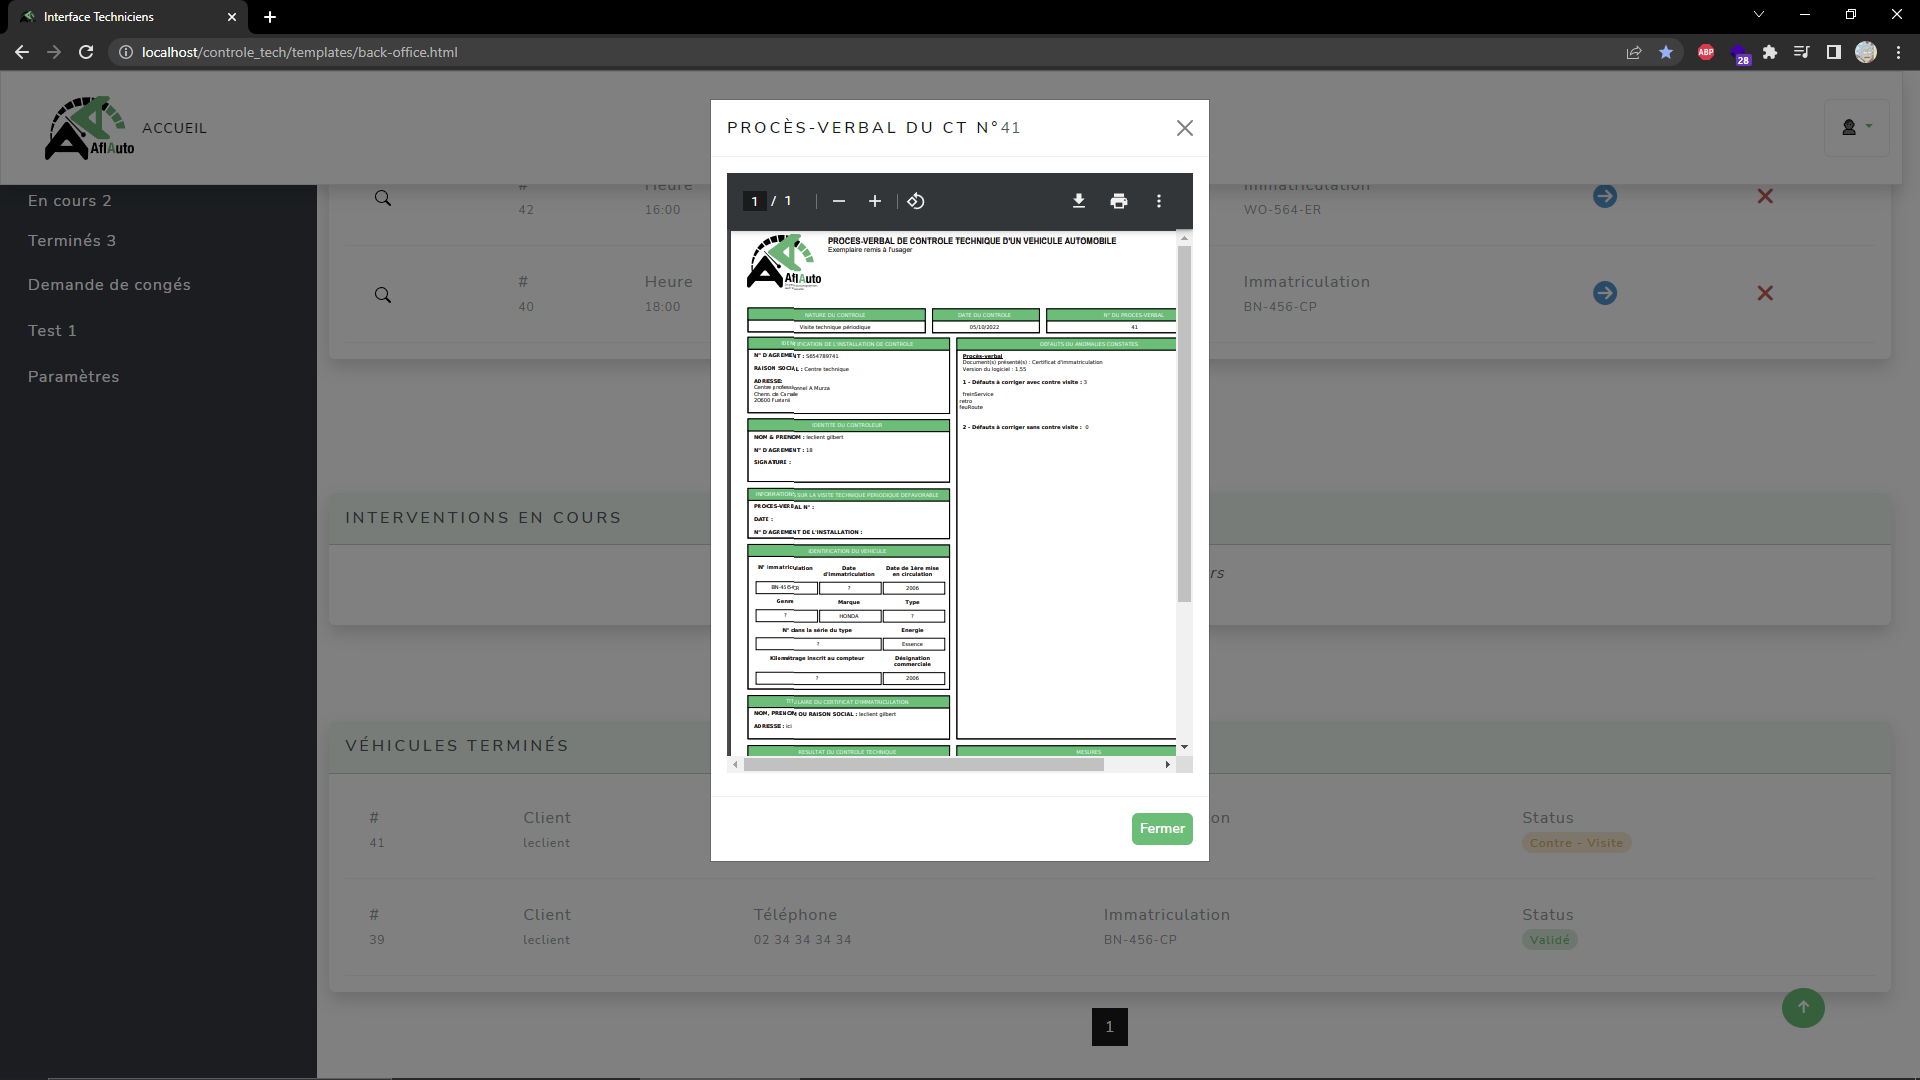 Interface Techniciens
localhost/controle_tech/templates/back-office.html
ABP
28
AflAuto
ACCUEIL
En cours 2
Terminés 3
Demande de congés
Test 1
Paramètres
# Heure Immatriculation
42 16:00 WO-564-ER
# Heure Immatriculation
40 18:00 BN-456-CP
INTERVENTIONS EN COURS
rs
VÉHICULES TERMINÉS
# Client on Status
41 leclient Contre - Visite
# Client Téléphone Immatriculation Status
39 leclient 02 34 34 34 34 BN-456-CP Validé
1
PROCÈS-VERBAL DU CT N°41
1 / 1
AflAuto
PROCES-VERBAL DE CONTROLE TECHNIQUE D'UN VEHICULE AUTOMOBILE
Exemplaire remis à l'usager
NATURE DU CONTROLE
Visite technique périodique
DATE DU CONTROLE
05/10/2022
N° DU PROCES-VERBAL
41
IDENTIFICATION DE L'INSTALLATION DE CONTROLE
N° D'AGREMENT : S654789741
RAISON SOCIAL : Centre technique
ADRESSE:
Centre professionnel A Murza
Chem. de Canale
20600 Furiani
IDENTITE DU CONTROLEUR
NOM & PRENOM : leclient gilbert
N° D'AGREMENT : 18
SIGNATURE :
INFORMATIONS SUR LA VISITE TECHNIQUE PERIODIQUE DEFAVORABLE
PROCES-VERBAL N° :
DATE :
N° D'AGREMENT DE L'INSTALLATION :
IDENTIFICATION DU VEHICULE
N° Immatriculation Date d'immatriculation Date de 1ère mise en circulation
? 2006
Genre Marque Type
? HONDA ?
N° dans la série du type Energie
? Essence
Kilométrage inscrit au compteur Désignation commerciale
? 2006
TITULAIRE DU CERTIFICAT D'IMMATRICULATION
NOM, PRENOM OU RAISON SOCIAL : leclient gilbert
ADRESSE : ici
RESULTAT DU CONTROLE TECHNIQUE
DEFAUTS OU ANOMALIES CONSTATES
Procès-verbal
Document(s) présenté(s) : Certificat d'immatriculation
Version du logiciel : 1.55
1 - Défauts à corriger avec contre visite : 3
freinService
retro
feuRoute
2 - Défauts à corriger sans contre visite : 0
MESURES
Fermer